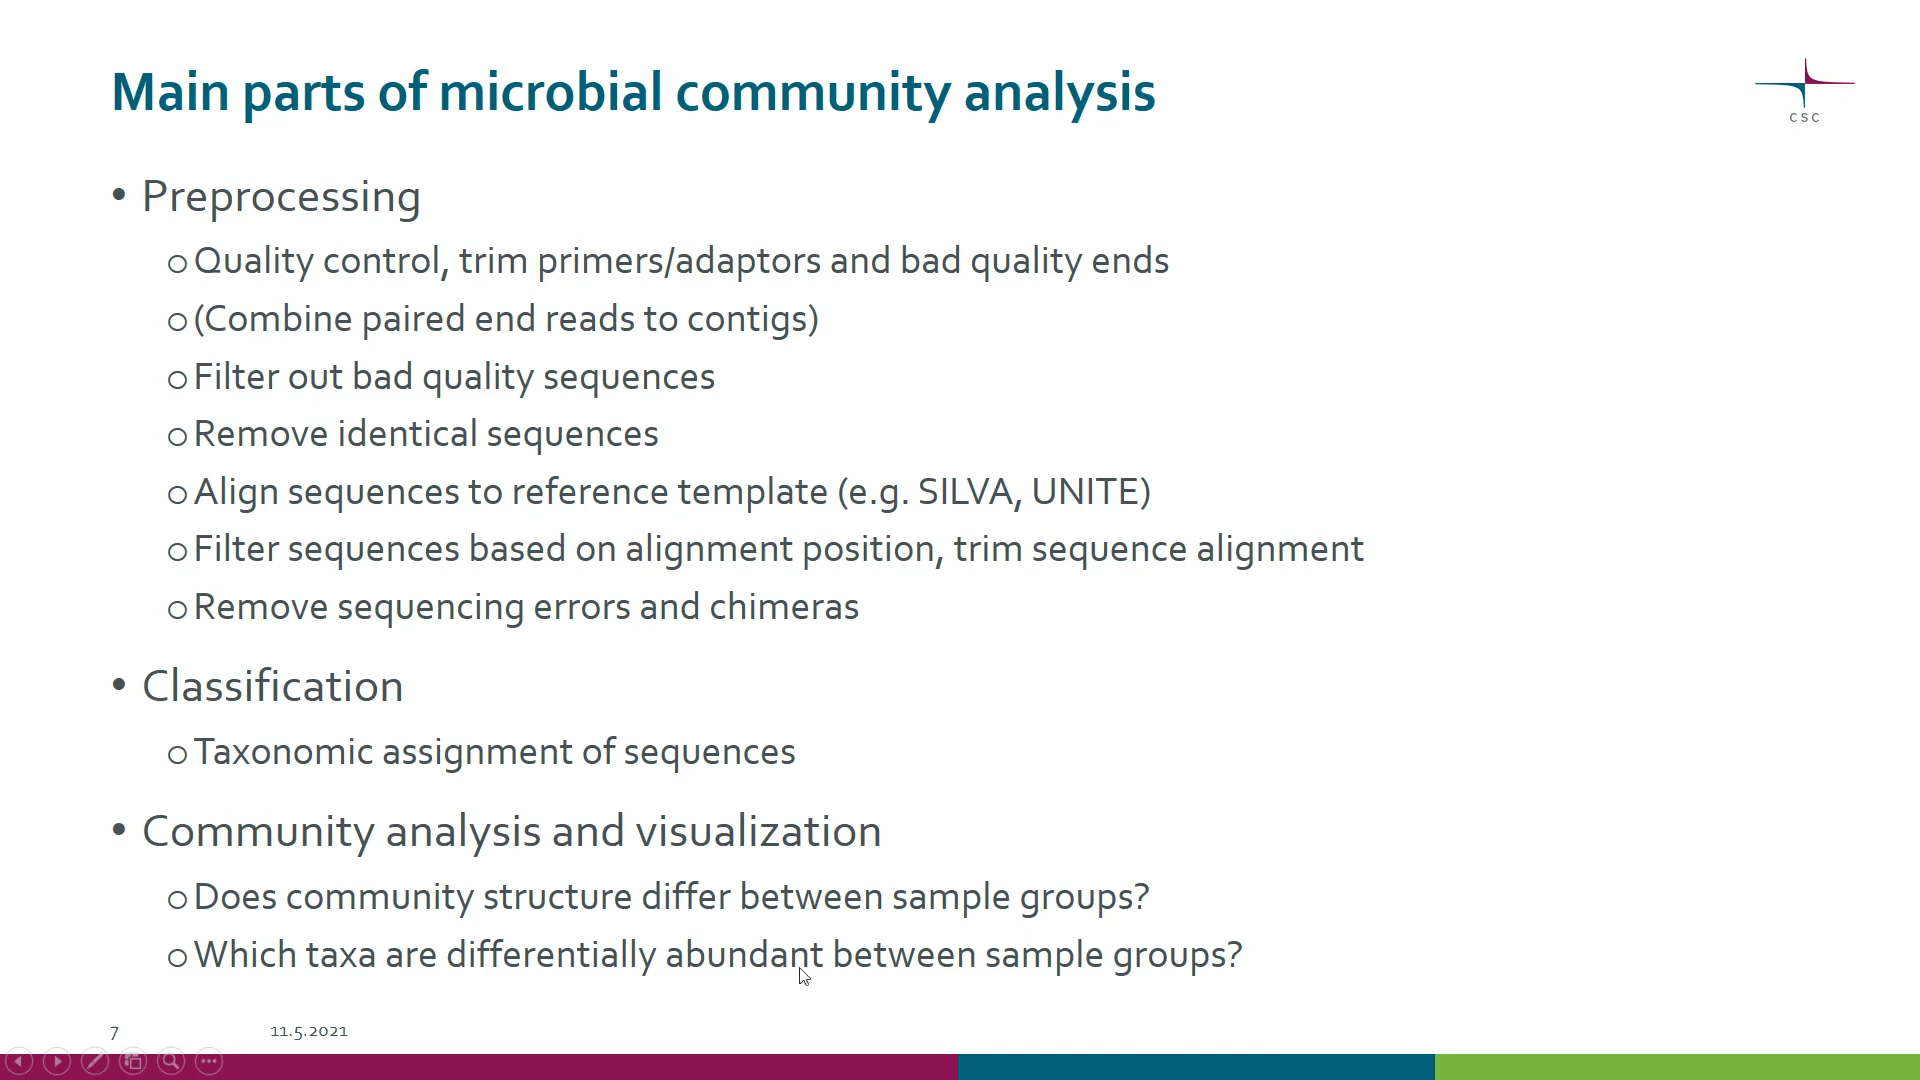 Main parts of microbial community analysis
CSC
• Preprocessing
o Quality control, trim primers/adaptors and bad quality ends
o (Combine paired end reads to contigs)
o Filter out bad quality sequences
o Remove identical sequences
o Align sequences to reference template (e.g. SILVA, UNITE)
o Filter sequences based on alignment position, trim sequence alignment
o Remove sequencing errors and chimeras
• Classification
o Taxonomic assignment of sequences
• Community analysis and visualization
o Does community structure differ between sample groups?
o Which taxa are differentially abundant between sample groups?
7 11.5.2021